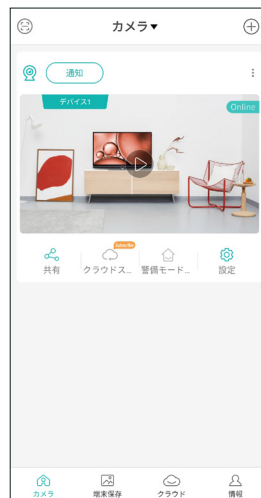 カメラ▼
通知
デバイス1
Online
Subscribe
共有
クラウドス...
警備モード...
設定
カメラ
端末保存
クラウド
情報